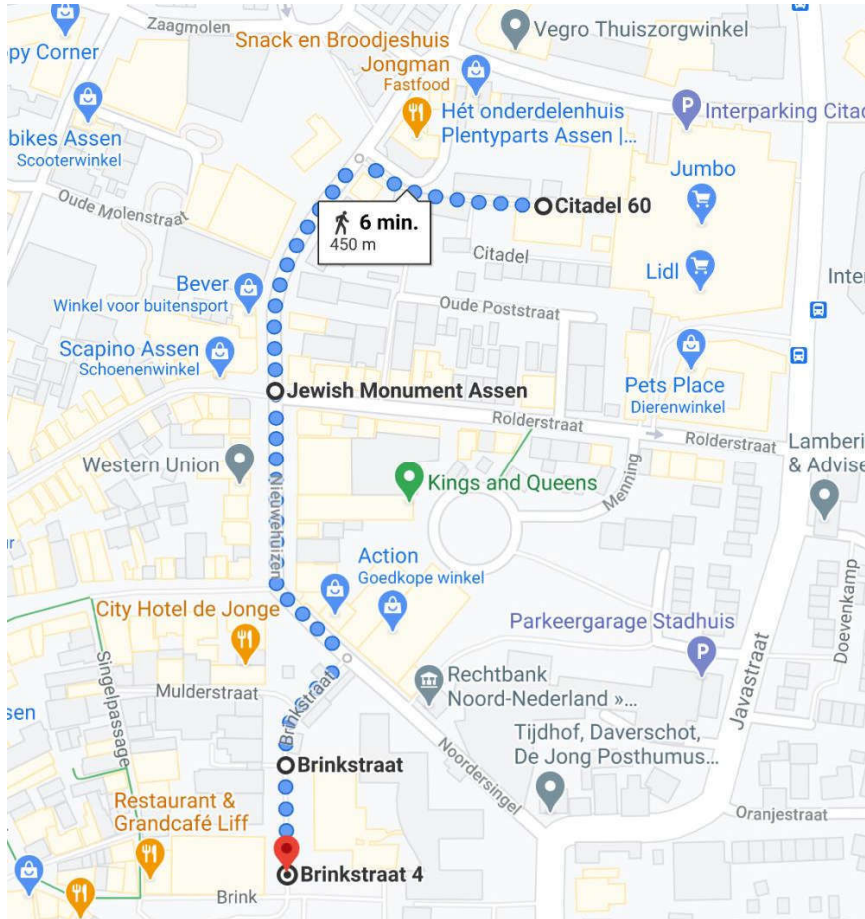 Zaagmolen
ppy Corner
Vegro Thuiszorgwinkel
Snack en Broodjeshuis
Jongman
Fastfood
Hét onderdelenhuis
Plentyparts Assen |...
P
Interparking Citad
bikes Assen
Scooterwinkel
Jumbo
Oude Molenstraat
Citadel 60
6 min.
450 m
Citadel
Lidl
Inter
Bever
Winkel voor buitensport
Oude Poststraat
Scapino Assen
Schoenenwinkel
Pets Place
Dierenwinkel
Jewish Monument Assen
Rolderstraat
Rolderstraat
Lamberi
& Advise
Western Union
Nieuwehuizen
Kings and Queens
Menning
Action
Goedkope winkel
City Hotel de Jonge
Parkeergarage Stadhuis
P
Doevenkamp
Javastraat
Singelpassage
Mulderstraat
Brinkstraat
Rechtbank
Noord-Nederland »...
sen
Noordersingel
Tijdhof, Daverschot,
De Jong Posthumus...
Brinkstraat
Restaurant &
Grandcafé Liff
Oranjestraat
Brinkstraat 4
Brink